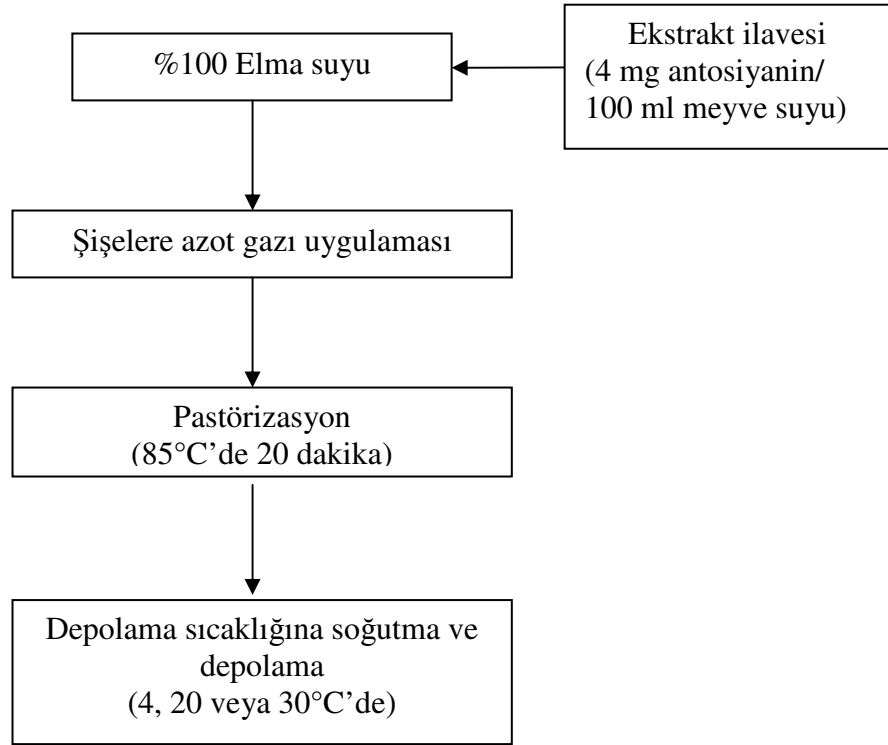 %100 Elma suyu
Ekstrakt ilavesi
(4 mg antosiyanin/
100 ml meyve suyu)
Şişelere azot gazı uygulaması
Pastörizasyon
(85°C’de 20 dakika)
Depolama sıcaklığına soğutma ve
depolama
(4, 20 veya 30°C’de)